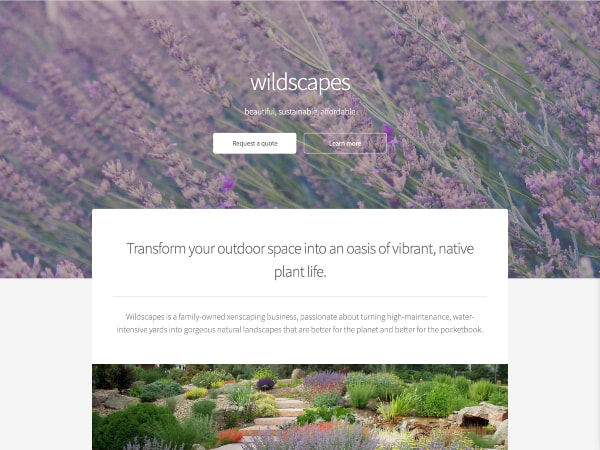 wildscapes
beautiful, sustainable, affordable.
Request a quote
Learn more
Transform your outdoor space into an oasis of vibrant, native
plant life.
Wildscapes is a family-owned xeriscaping business, passionate about turning high-maintenance, water-
intensive yards into gorgeous natural landscapes that are better for the planet and better for the pocketbook.